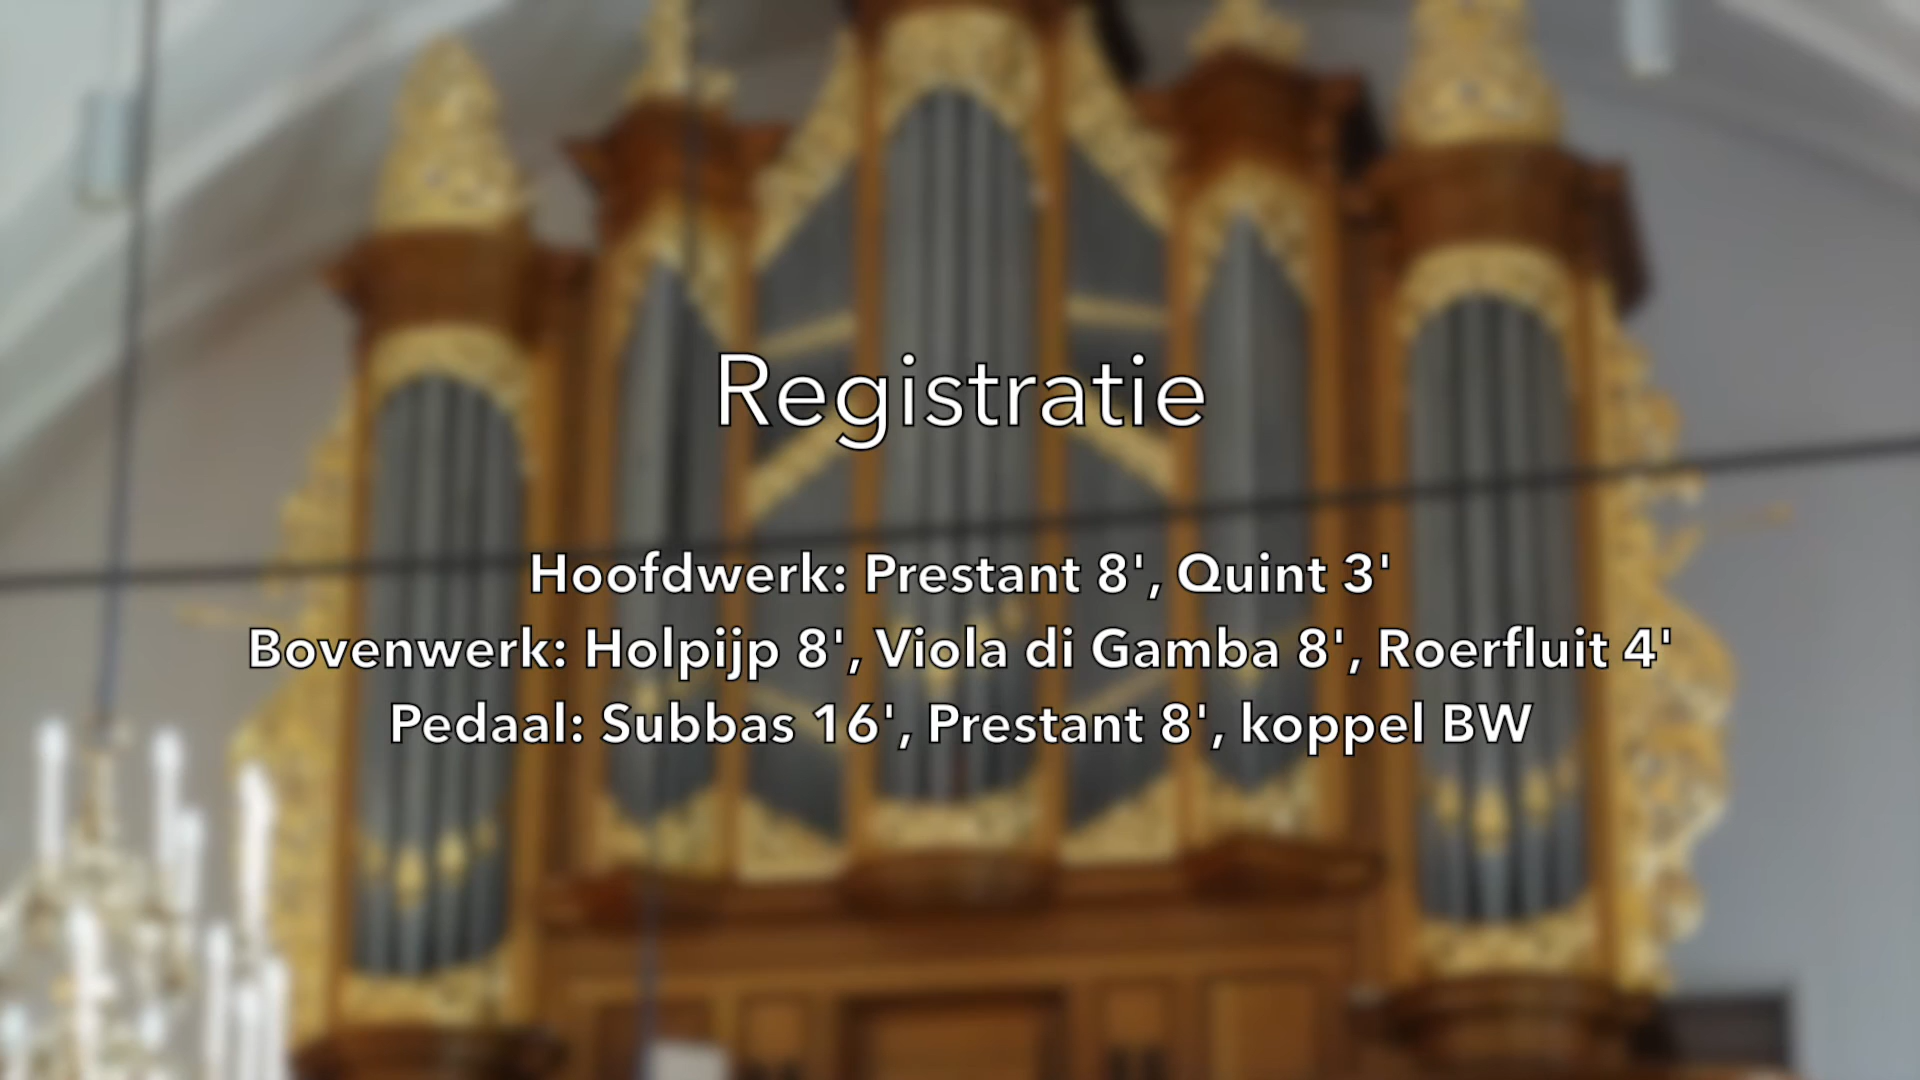 Registratie
Hoofdwerk: Prestant 8', Quint 3'
Bovenwerk: Holpijp 8', Viola di Gamba 8', Roerfluit 4'
Pedaal: Subbas 16', Prestant 8', koppel BW